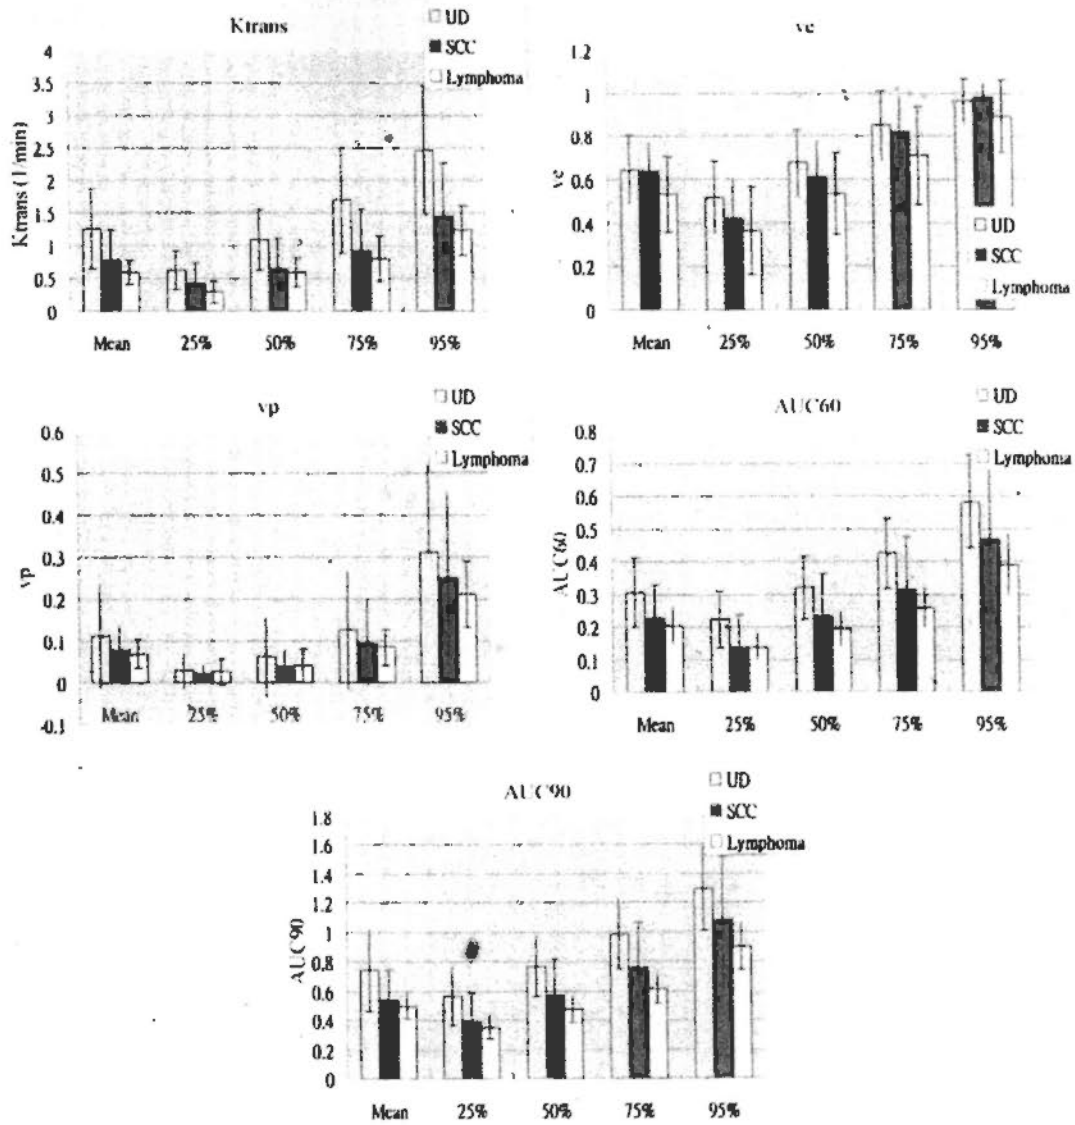 Ktrans
UD
SCC
Lymphoma
4
3.5
3
2.5
2
1.5
1
0.5
0
Ktrans (1/min)
Mean 25% 50% 75% 95%
ve
1.2
1
0.8
0.6
0.4
0.2
0
ve
UD
SCC
Lymphoma
Mean 25% 50% 75% 95%
vp
UD
SCC
Lymphoma
0.6
0.5
0.4
0.3
0.2
0.1
0
-0.1
vp
Mean 25% 50% 75% 95%
AUC60
UD
SCC
Lymphoma
0.8
0.7
0.6
0.5
0.4
0.3
0.2
0.1
0
AUC60
Mean 25% 50% 75% 95%
AUC90
UD
SCC
Lymphoma
1.8
1.6
1.4
1.2
1
0.8
0.6
0.4
0.2
0
AUC90
Mean 25% 50% 75% 95%